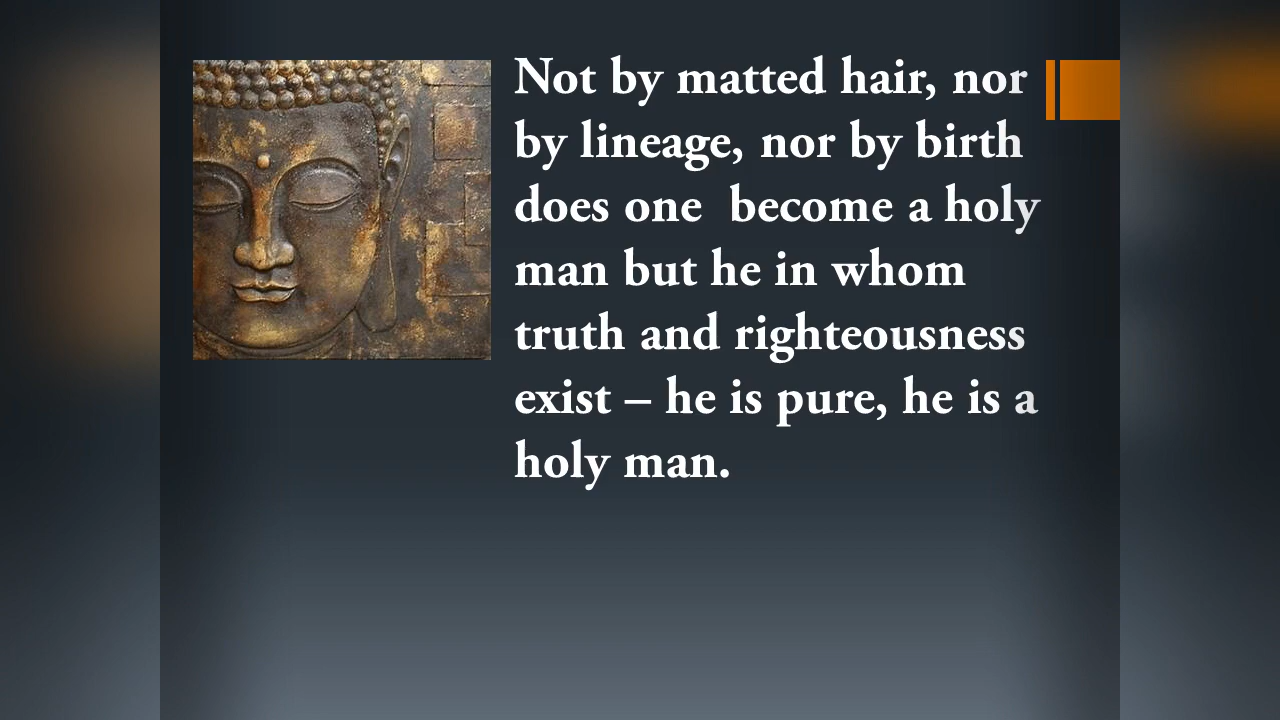 Not by matted hair, nor
by lineage, nor by birth
does one  become a holy
man but he in whom
truth and righteousness
exist – he is pure, he is a
holy man.